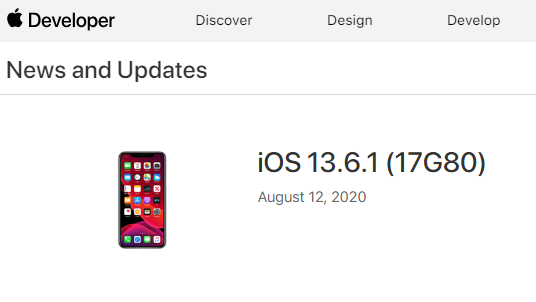 Developer Discover Design Develop
News and Updates
iOS 13.6.1 (17G80)
August 12, 2020